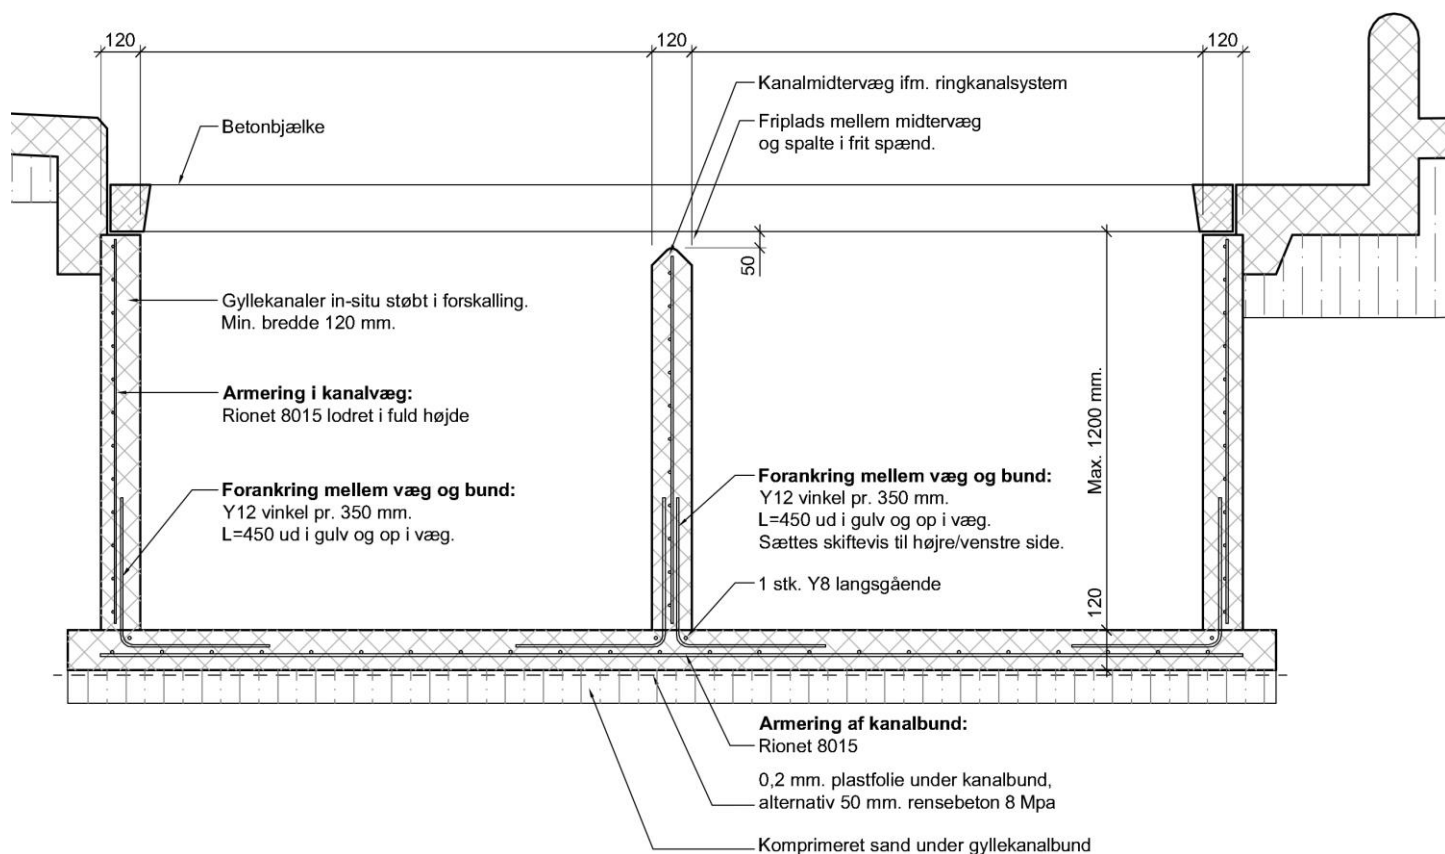 120
120
120
Kanalmidtervæg ifm. ringkanalsystem
Betonbjælke
Friplads mellem midtervæg
og spalte i frit spænd.
50
Gyllekanaler in-situ støbt i forskalling.
Min. bredde 120 mm.
Armering i kanalvæg:
Rionet 8015 lodret i fuld højde
Max. 1200 mm.
Forankring mellem væg og bund:
Y12 vinkel pr. 350 mm.
L=450 ud i gulv og op i væg.
Forankring mellem væg og bund:
Y12 vinkel pr. 350 mm.
L=450 ud i gulv og op i væg.
Sættes skiftevis til højre/venstre side.
1 stk. Y8 langsgående
120
Armering af kanalbund:
Rionet 8015
0,2 mm. plastfolie under kanalbund,
alternativ 50 mm. rensebeton 8 Mpa
Komprimeret sand under gyllekanalbund